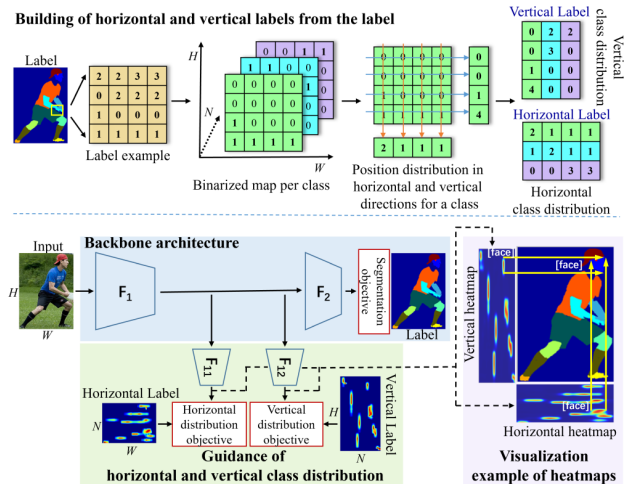 Building of horizontal and vertical labels from the label
Label
2 2 3 3
0 2 2 2
1 0 0 0
1 1 1 1
Label example
H
N
W
0 0 1 1
1 1 0 0
0 0 0 0
0 0 0 0
1 0 0 0
1 1 1 1
Binarized map per class
0 0 0 0 0
0 0 0 0 0
1 0 0 0 1
1 1 1 1 4
2 1 1 1
Position distribution in
horizontal and vertical
directions for a class
Vertical Label
0 2 2
0 3 0
1 0 0
4 0 0
Vertical
class distribution
Horizontal Label
2 1 1 1
1 2 1 1
0 0 3 3
Horizontal
class distribution
Input
H
W
Backbone architecture
F1
F2
Segmentation
objective
Label
F11
F12
Horizontal Label
N
W
Horizontal
distribution
objective
Vertical
distribution
objective
H
N
Vertical Label
Guidance of
horizontal and vertical class distribution
Vertical heatmap
[face]
[face]
[face]
Horizontal heatmap
Visualization
example of heatmaps